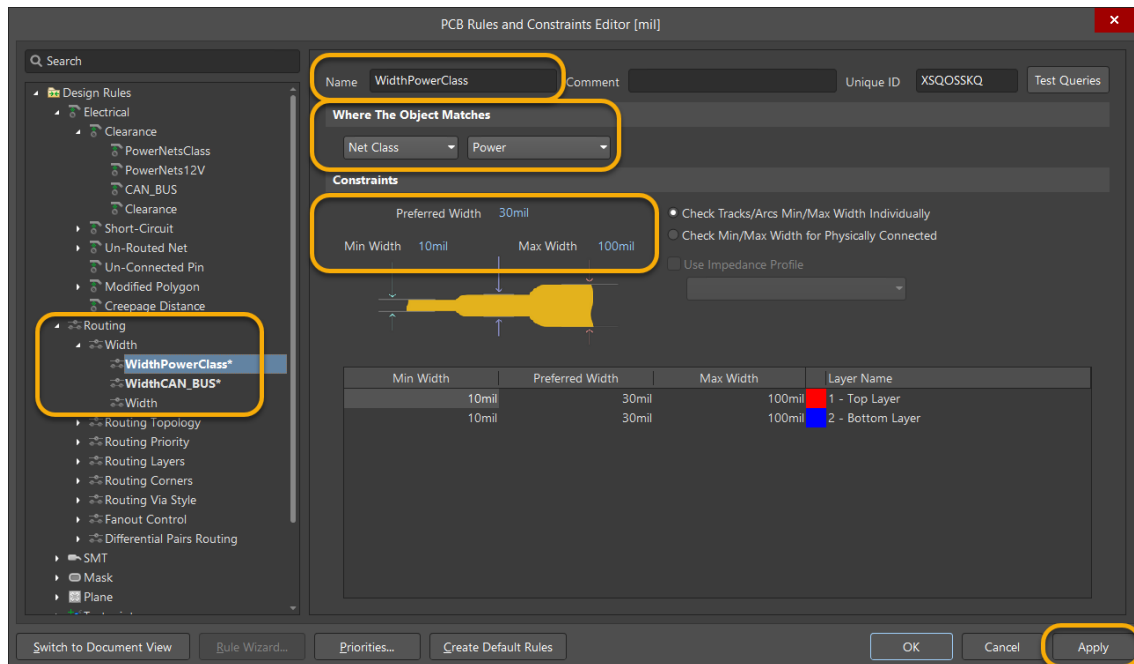 PCB Rules and Constraints Editor [mil]
Search
Design Rules
Electrical
Clearance
PowerNetsClass
PowerNets12V
CAN_BUS
Clearance
Short-Circuit
Un-Routed Net
Un-Connected Pin
Modified Polygon
Creepage Distance
Routing
Width
WidthPowerClass*
WidthCAN_BUS*
Width
Routing Topology
Routing Priority
Routing Layers
Routing Corners
Routing Via Style
Fanout Control
Differential Pairs Routing
SMT
Mask
Plane
Name WidthPowerClass Comment Unique ID XSQOSSKQ Test Queries
Where The Object Matches
Net Class Power
Constraints
Preferred Width 30mil
Min Width 10mil Max Width 100mil
Check Tracks/Arcs Min/Max Width Individually
Check Min/Max Width for Physically Connected
Use Impedance Profile
Min Width Preferred Width Max Width Layer Name
10mil 30mil 100mil 1 - Top Layer
10mil 30mil 100mil 2 - Bottom Layer
Switch to Document View Rule Wizard... Priorities... Create Default Rules OK Cancel Apply